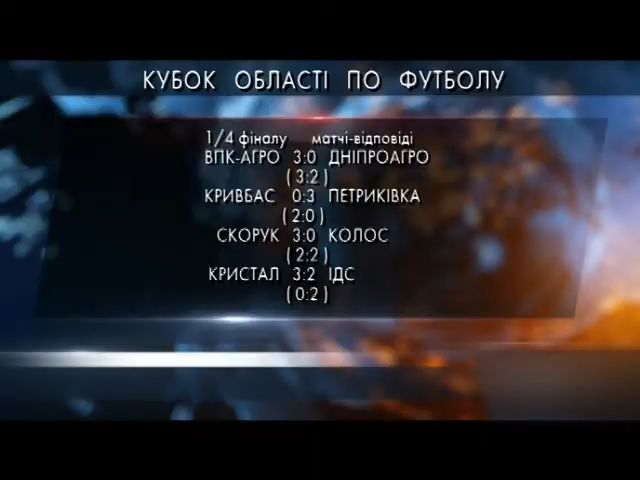 КУБОК ОБЛАСТІ ПО ФУТБОЛУ
1/4 фіналу матчі-відповіді
ВПК-АГРО 3:0 ДНІПРОАГРО
( 3:2 )
КРИВБАС 0:3 ПЕТРИКІВКА
( 2:0 )
СКОРУК 3:0 КОЛОС
( 2:2 )
КРИСТАЛ 3:2 ІДС
( 0:2 )